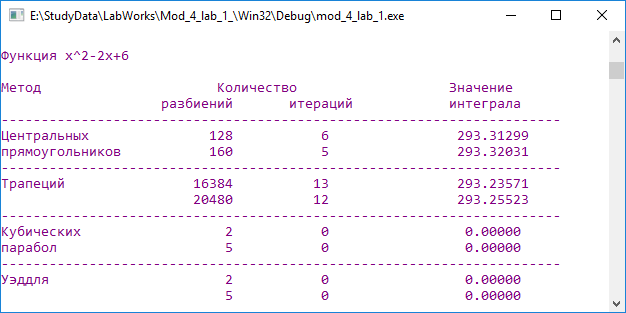 E:\StudyData\LabWorks\Mod_4_lab_1_\Win32\Debug\mod_4_lab_1.exe
Функция x^2-2x+6
Метод Количество Значение
разбиений итераций интеграла
----------------------------------------------------------------------
Центральных 128 6 293.31299
прямоугольников 160 5 293.32031
----------------------------------------------------------------------
Трапеций 16384 13 293.23571
20480 12 293.25523
----------------------------------------------------------------------
Кубических 2 0 0.00000
парабол 5 0 0.00000
----------------------------------------------------------------------
Уэддля 2 0 0.00000
5 0 0.00000